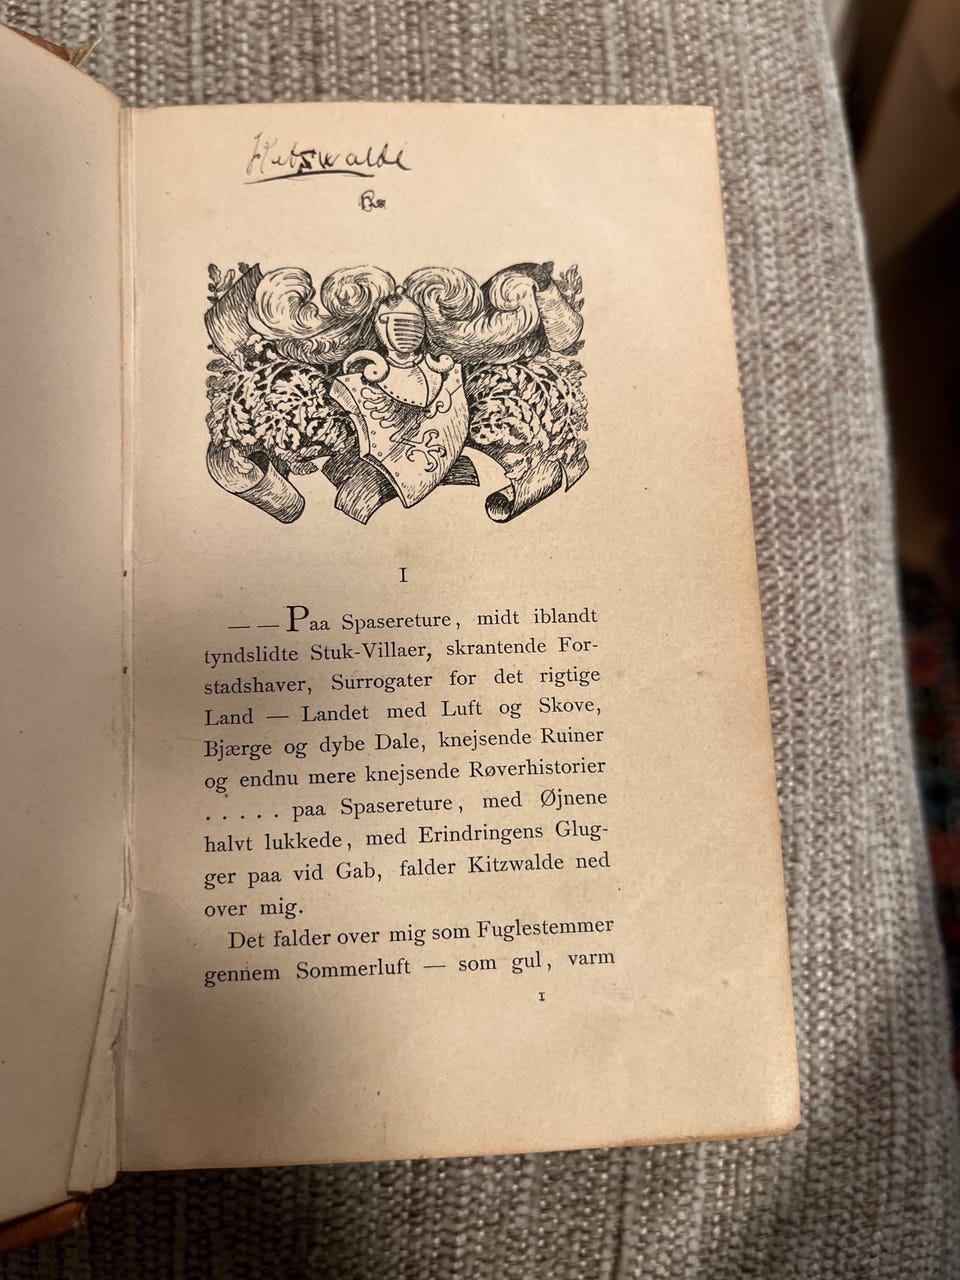 I
— — Paa Spasereture, midt iblandt
tyndslidte Stuk-Villaer, skrantende For-
stadshaver, Surrogater for det rigtige
Land — Landet med Luft og Skove,
Bjærge og dybe Dale, knejsende Ruiner
og endnu mere knejsende Røverhistorier
. . . . . paa Spasereture, med Øjnene
halvt lukkede, med Erindringens Glug-
ger paa vid Gab, falder Kitzwalde ned
over mig.
Det falder over mig som Fuglestemmer
gennem Sommerluft — som gul, varm
1